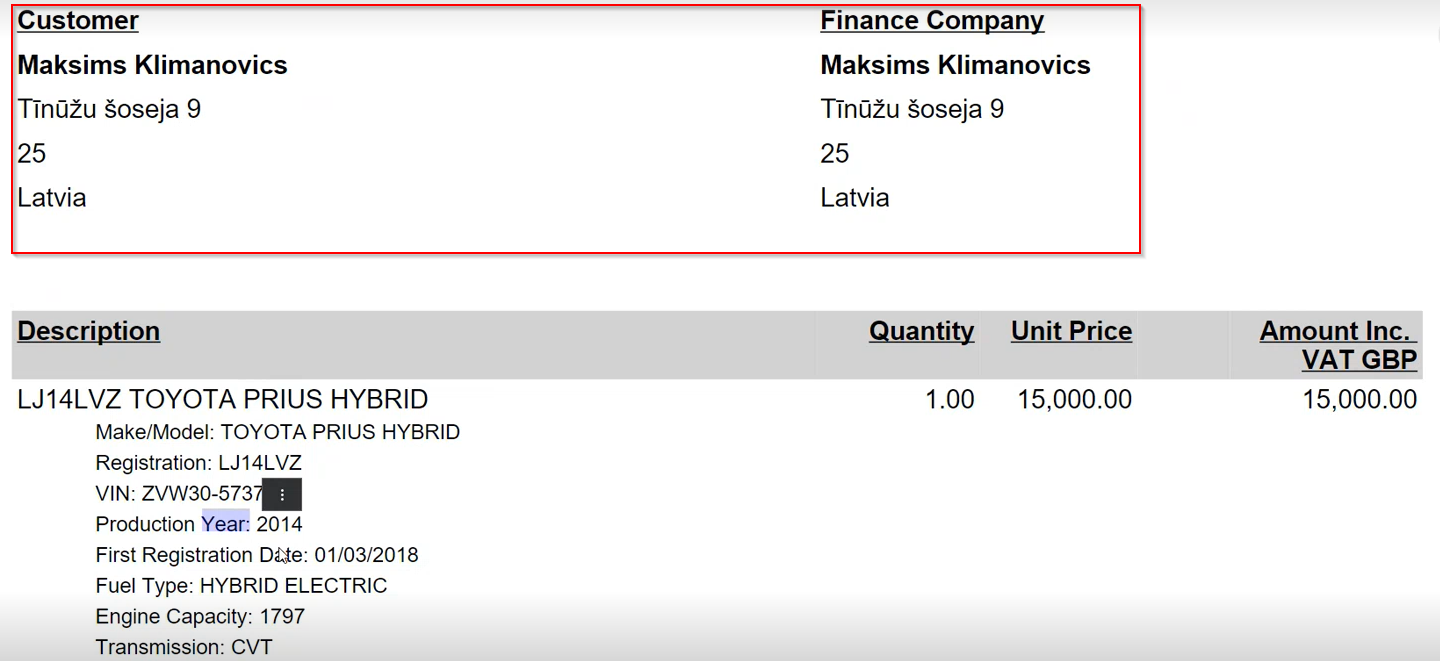 Customer
Finance Company
Maksims Klimanovics
Maksims Klimanovics
Tīnūžu šoseja 9
Tīnūžu šoseja 9
25
25
Latvia
Latvia
Description Quantity Unit Price Amount Inc. VAT GBP
LJ14LVZ TOYOTA PRIUS HYBRID 1.00 15,000.00 15,000.00
Make/Model: TOYOTA PRIUS HYBRID
Registration: LJ14LVZ
VIN: ZVW30-5737
Production Year: 2014
First Registration Date: 01/03/2018
Fuel Type: HYBRID ELECTRIC
Engine Capacity: 1797
Transmission: CVT